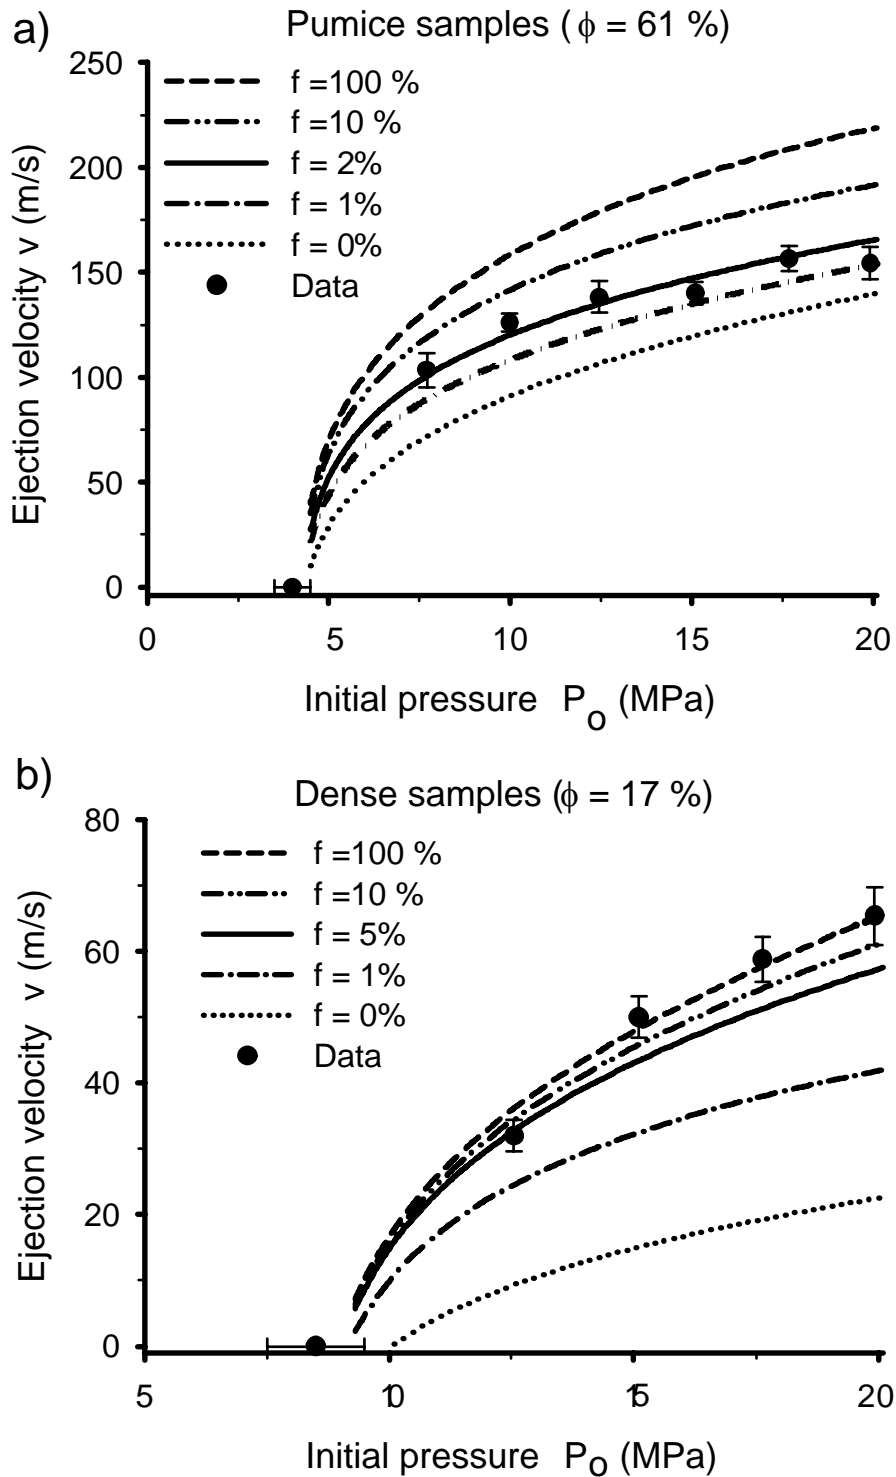 a)
Pumice samples ( ϕ = 61 %)
Ejection velocity v (m/s)
250
200
150
100
50
0
f =100 %
f =10 %
f = 2%
f = 1%
f = 0%
Data
0 5 10 15 20
Initial pressure Po (MPa)
b)
Dense samples (ϕ = 17 %)
Ejection velocity v (m/s)
80
60
40
20
0
f =100 %
f =10 %
f = 5%
f = 1%
f = 0%
Data
5 10 15 20
Initial pressure Po (MPa)